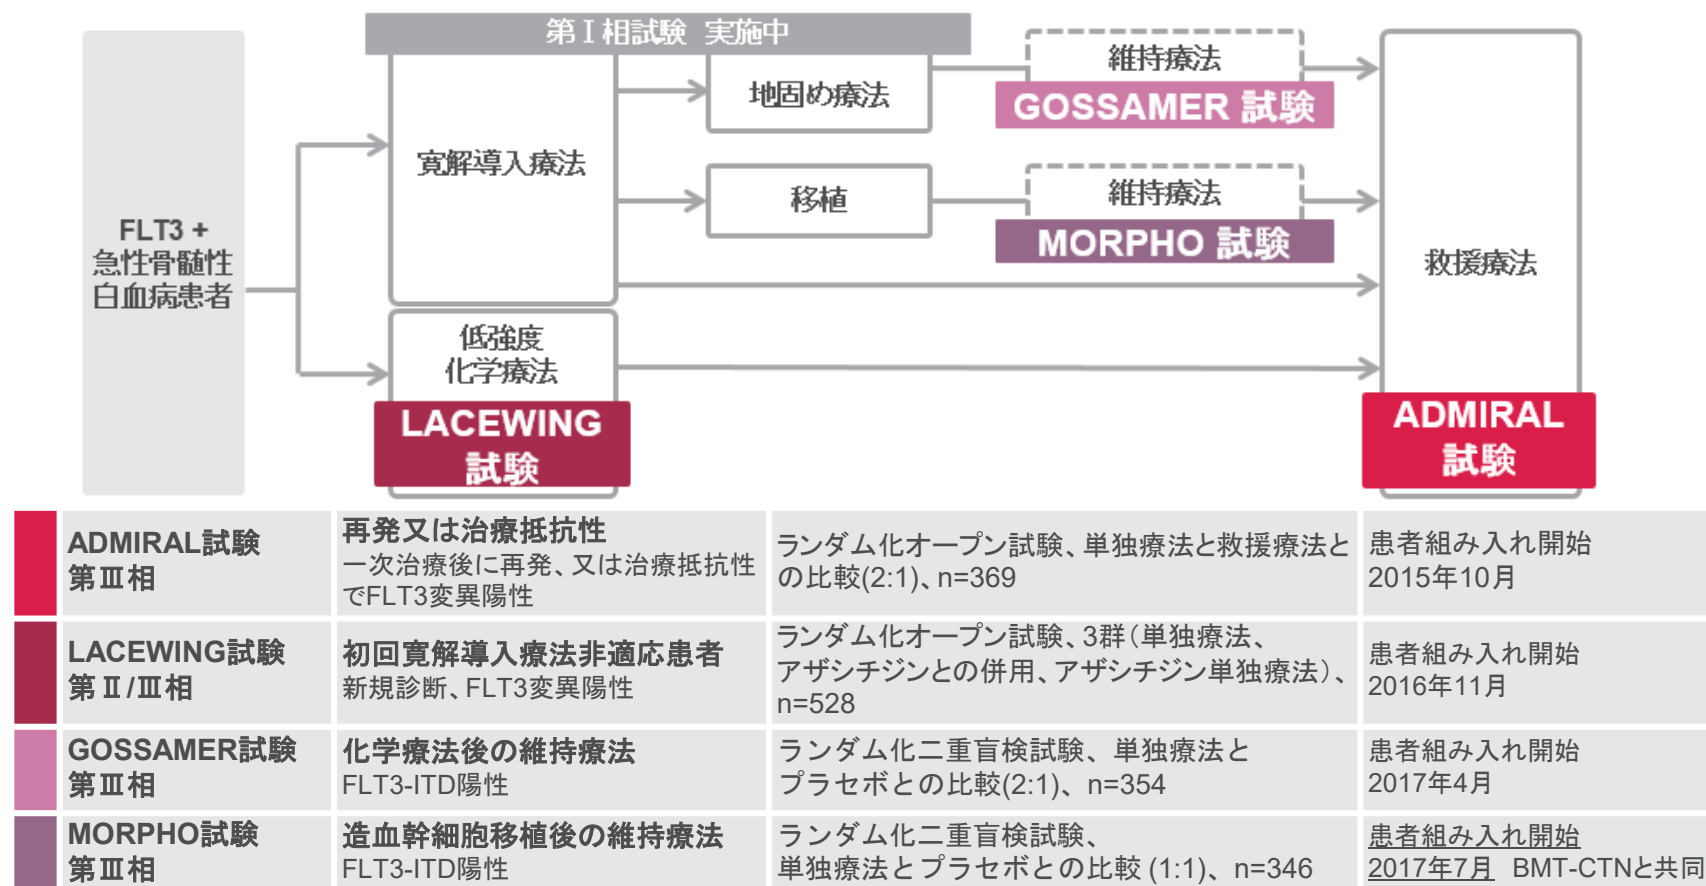 第Ⅰ相試験 実施中
FLT3 +
急性骨髄性
白血病患者
寛解導入療法
地固め療法
維持療法
GOSSAMER 試験
移植
維持療法
MORPHO 試験
救援療法
低強度
化学療法
LACEWING
試験
ADMIRAL
試験
ADMIRAL試験
第Ⅲ相
再発又は治療抵抗性
一次治療後に再発、又は治療抵抗性
でFLT3変異陽性
ランダム化オープン試験、単独療法と救援療法と
の比較(2:1)、n=369
患者組み入れ開始
2015年10月
LACEWING試験
第Ⅱ/Ⅲ相
初回寛解導入療法非適応患者
新規診断、FLT3変異陽性
ランダム化オープン試験、3群（単独療法、
アザシチジンとの併用、アザシチジン単独療法）、
n=528
患者組み入れ開始
2016年11月
GOSSAMER試験
第Ⅲ相
化学療法後の維持療法
FLT3-ITD陽性
ランダム化二重盲検試験、単独療法と
プラセボとの比較(2:1)、n=354
患者組み入れ開始
2017年4月
MORPHO試験
第Ⅲ相
造血幹細胞移植後の維持療法
FLT3-ITD陽性
ランダム化二重盲検試験、
単独療法とプラセボとの比較 (1:1)、n=346
患者組み入れ開始
2017年7月 BMT-CTNと共同